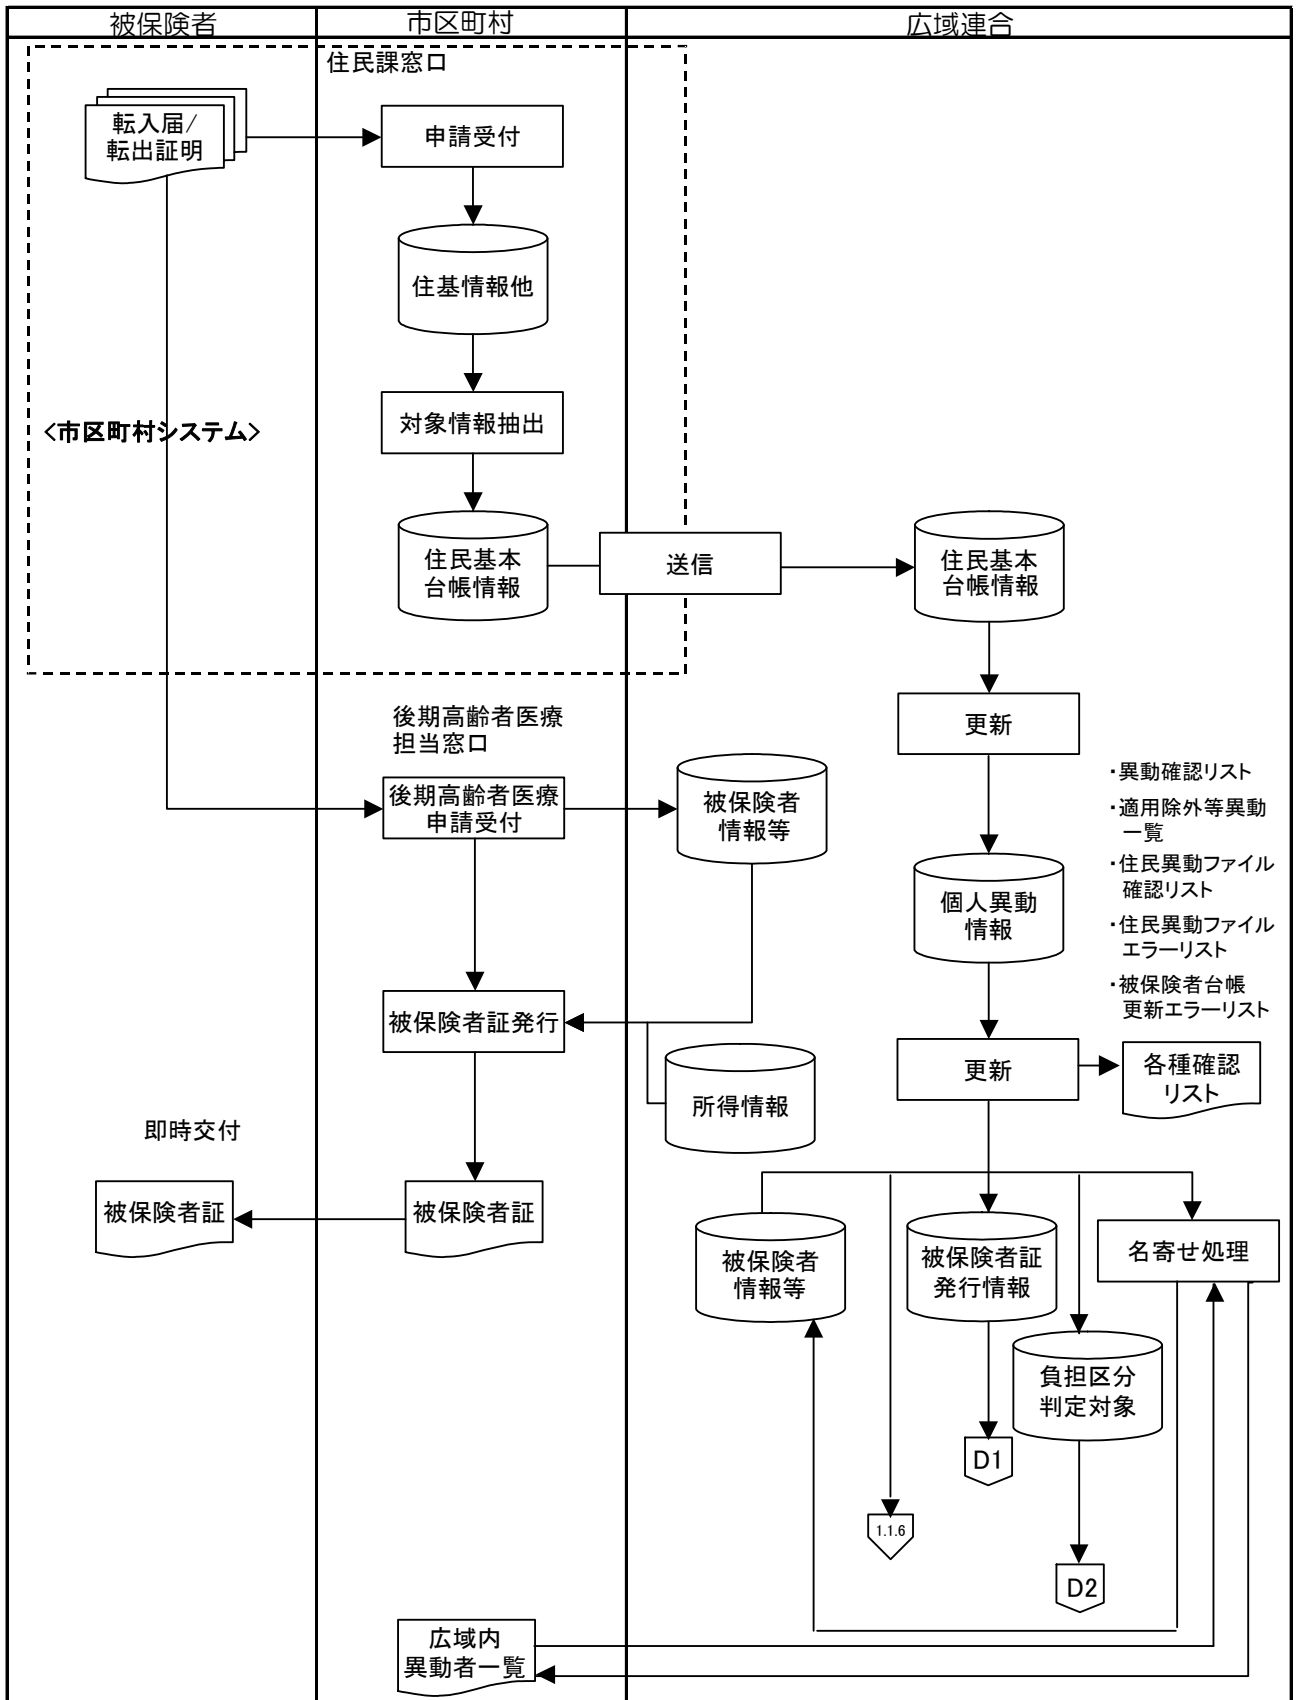 被保険者
市区町村
広域連合
住民課窓口
転入届/
転出証明
申請受付
住基情報他
対象情報抽出
<市区町村システム>
住民基本
台帳情報
送信
住民基本
台帳情報
更新
後期高齢者医療
担当窓口
後期高齢者医療
申請受付
被保険者
情報等
・異動確認リスト
・適用除外等異動
一覧
・住民異動ファイル
確認リスト
・住民異動ファイル
エラーリスト
・被保険者台帳
更新エラーリスト
個人異動
情報
被保険者証発行
所得情報
更新
各種確認
リスト
即時交付
被保険者証
被保険者証
被保険者
情報等
被保険者証
発行情報
名寄せ処理
負担区分
判定対象
D1
1.1.6
D2
広域内
異動者一覧